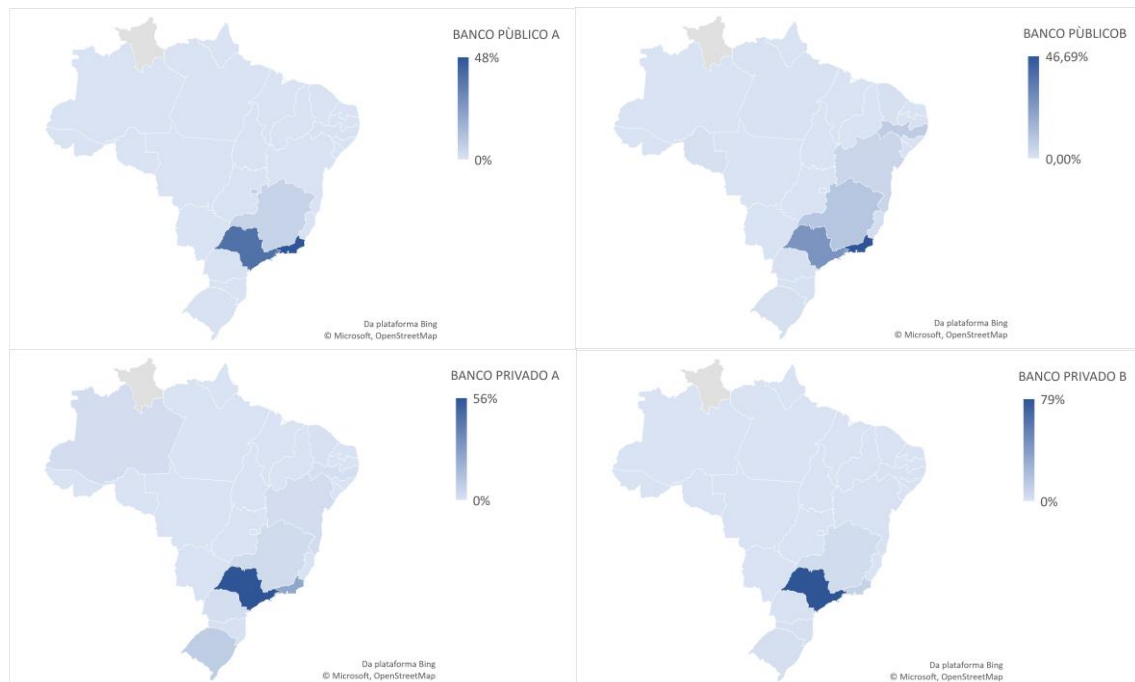 BANCO PÙBLICO A
48%
0%
Da plataforma Bing
© Microsoft, OpenStreetMap
BANCO PÙBLICOB
46,69%
0,00%
Da plataforma Bing
© Microsoft, OpenStreetMap
BANCO PRIVADO A
56%
0%
Da plataforma Bing
© Microsoft, OpenStreetMap
BANCO PRIVADO B
79%
0%
Da plataforma Bing
© Microsoft, OpenStreetMap